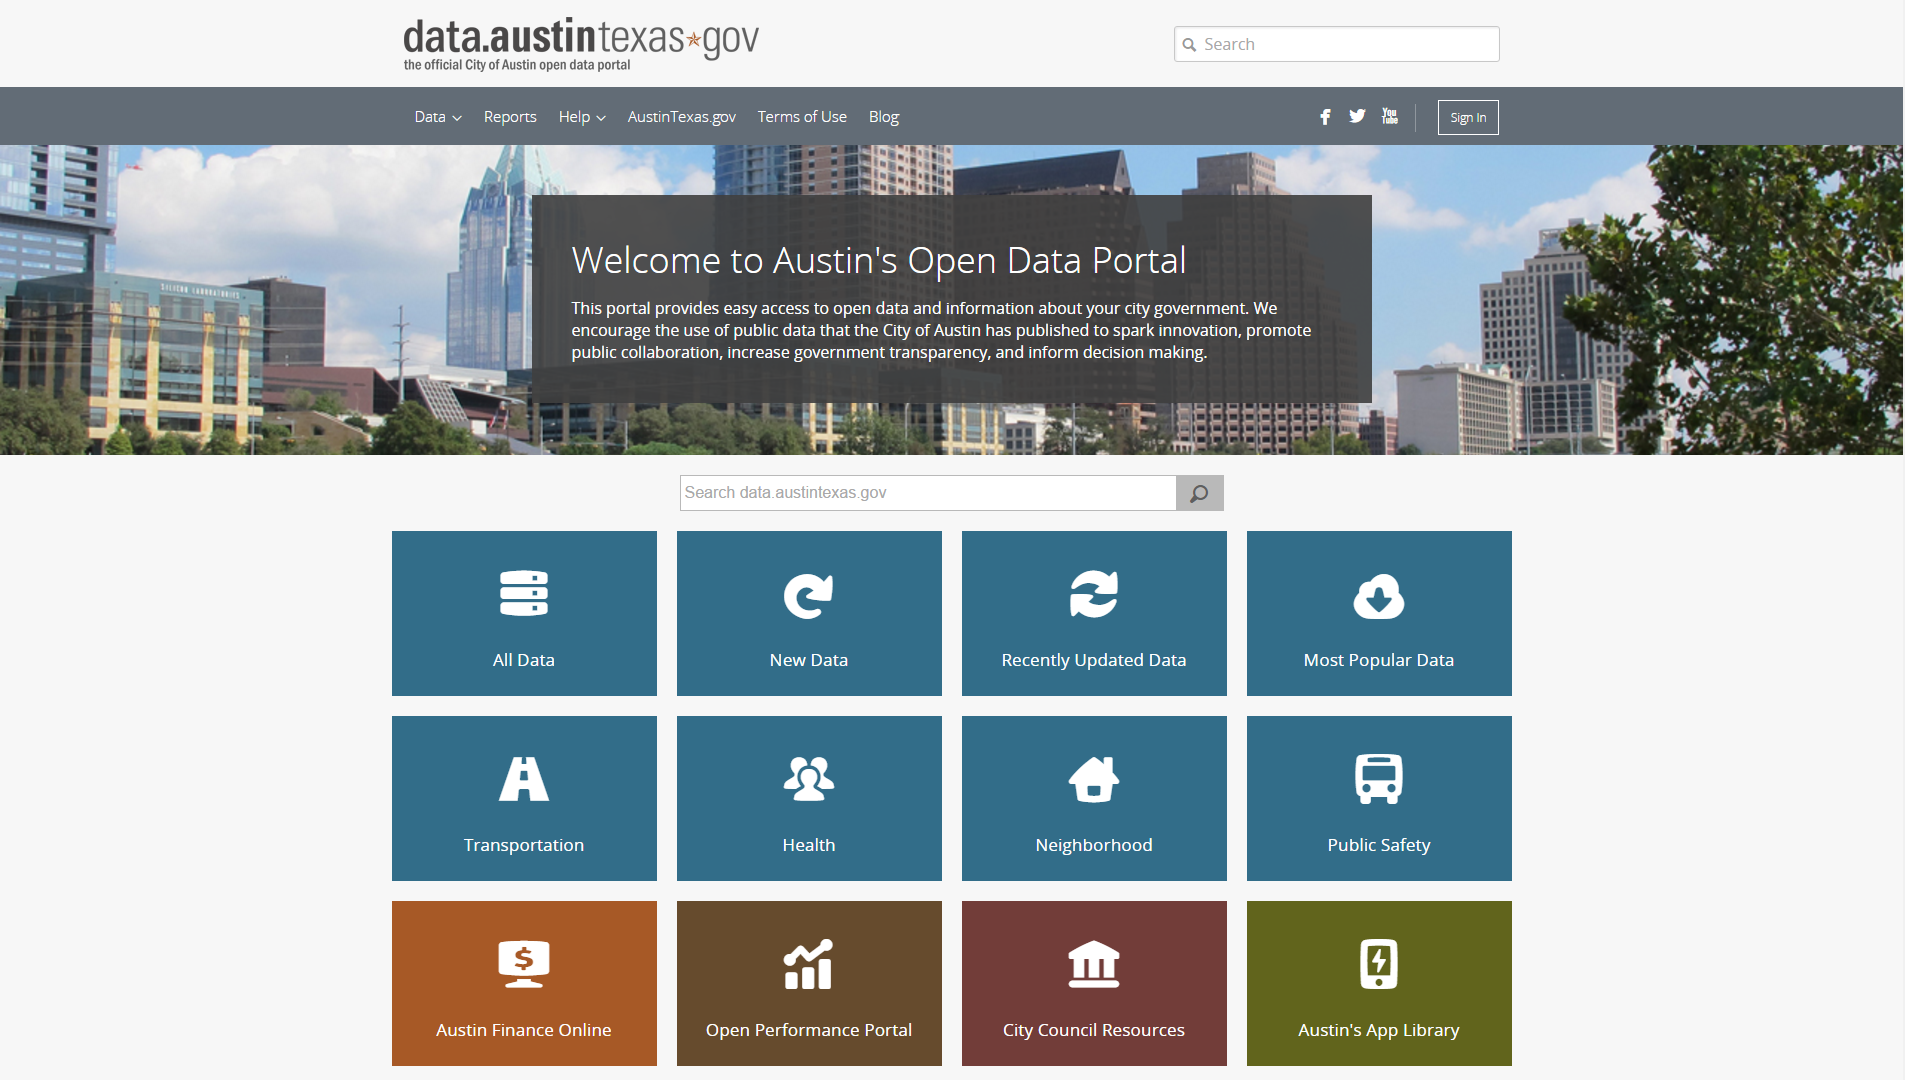 data.austintexas gov
the official City of Austin open data portal
Search
Data Reports Help AustinTexas.gov Terms of Use Blog
You
Tube
Sign In
SILICON LABORATORIES
Welcome to Austin's Open Data Portal
This portal provides easy access to open data and information about your city government. We
encourage the use of public data that the City of Austin has published to spark innovation, promote
public collaboration, increase government transparency, and inform decision making.
Search data.austintexas.gov
All Data
New Data
Recently Updated Data
Most Popular Data
Transportation
Health
Neighborhood
Public Safety
$
Austin Finance Online
Open Performance Portal
City Council Resources
Austin's App Library